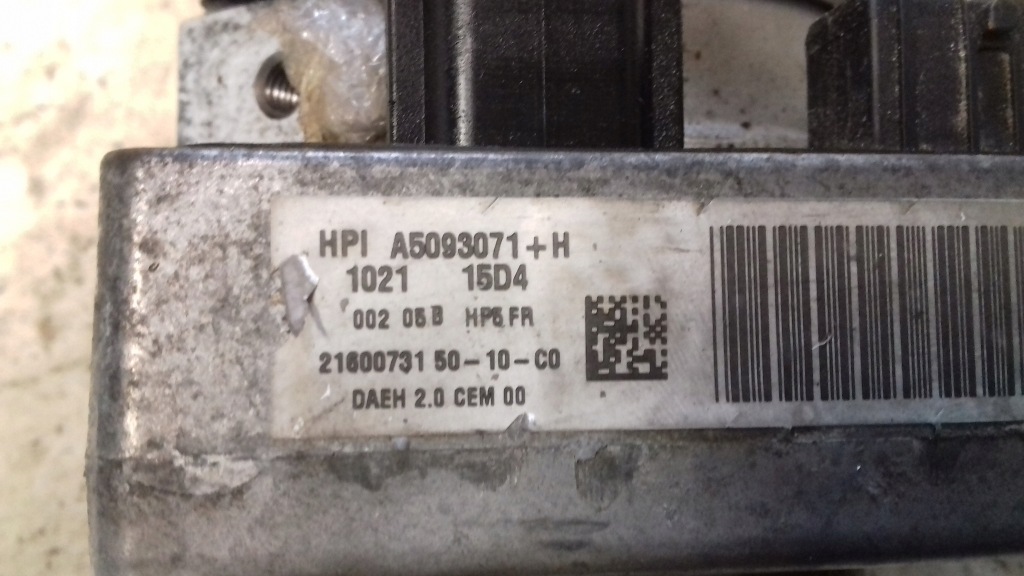 HPI A5093071+H
1021 15D4
002 05B HP5 FR
21600731 50-10-C0
DAEH 2.0 CEM 00